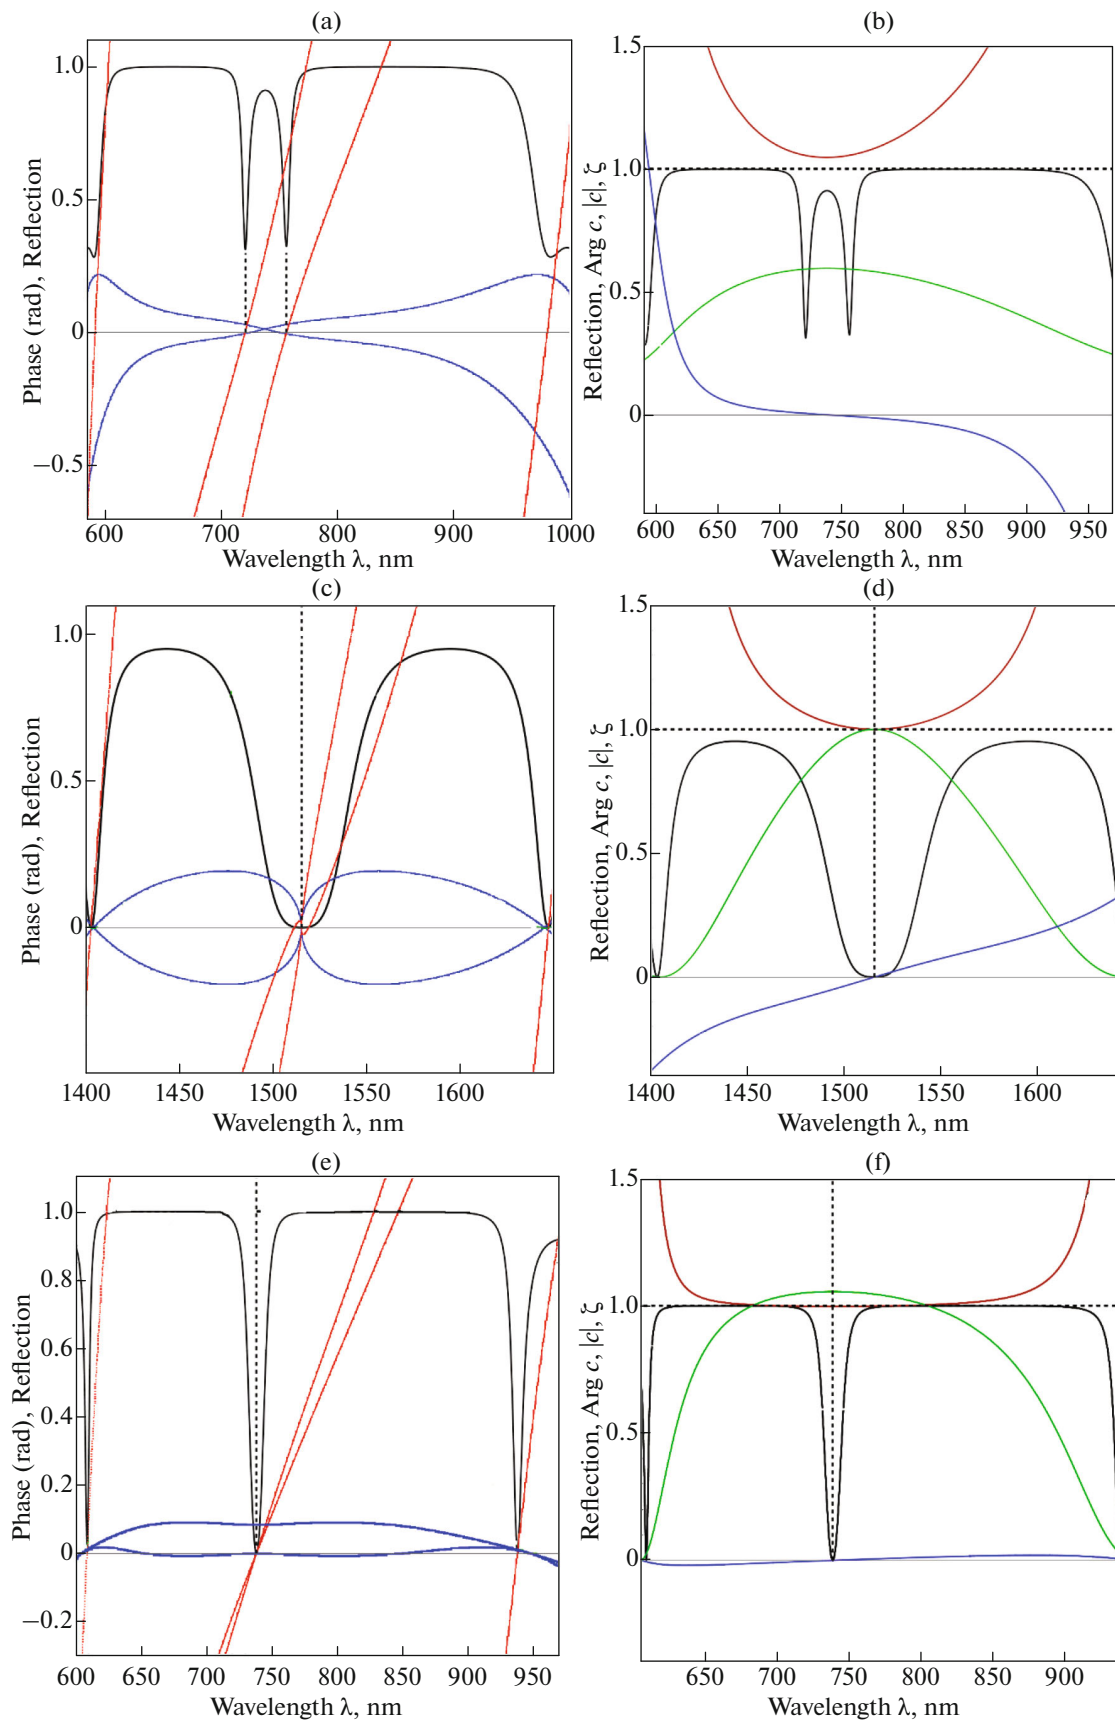 (a)
Phase (rad), Reflection
1.0
0.5
0
−0.5
600 700 800 900 1000
Wavelength λ, nm
(b)
Reflection, Arg c, |c|, ζ
1.5
1.0
0.5
0
600 650 700 750 800 850 900 950
Wavelength λ, nm
(c)
Phase (rad), Reflection
1.0
0.5
0
1400 1450 1500 1550 1600
Wavelength λ, nm
(d)
Reflection, Arg c, |c|, ζ
1.5
1.0
0.5
0
1400 1450 1500 1550 1600
Wavelength λ, nm
(e)
Phase (rad), Reflection
1.0
0.8
0.6
0.4
0.2
0
−0.2
600 650 700 750 800 850 900 950
Wavelength λ, nm
(f)
Reflection, Arg c, |c|, ζ
1.5
1.0
0.5
0
650 700 750 800 850 900
Wavelength λ, nm